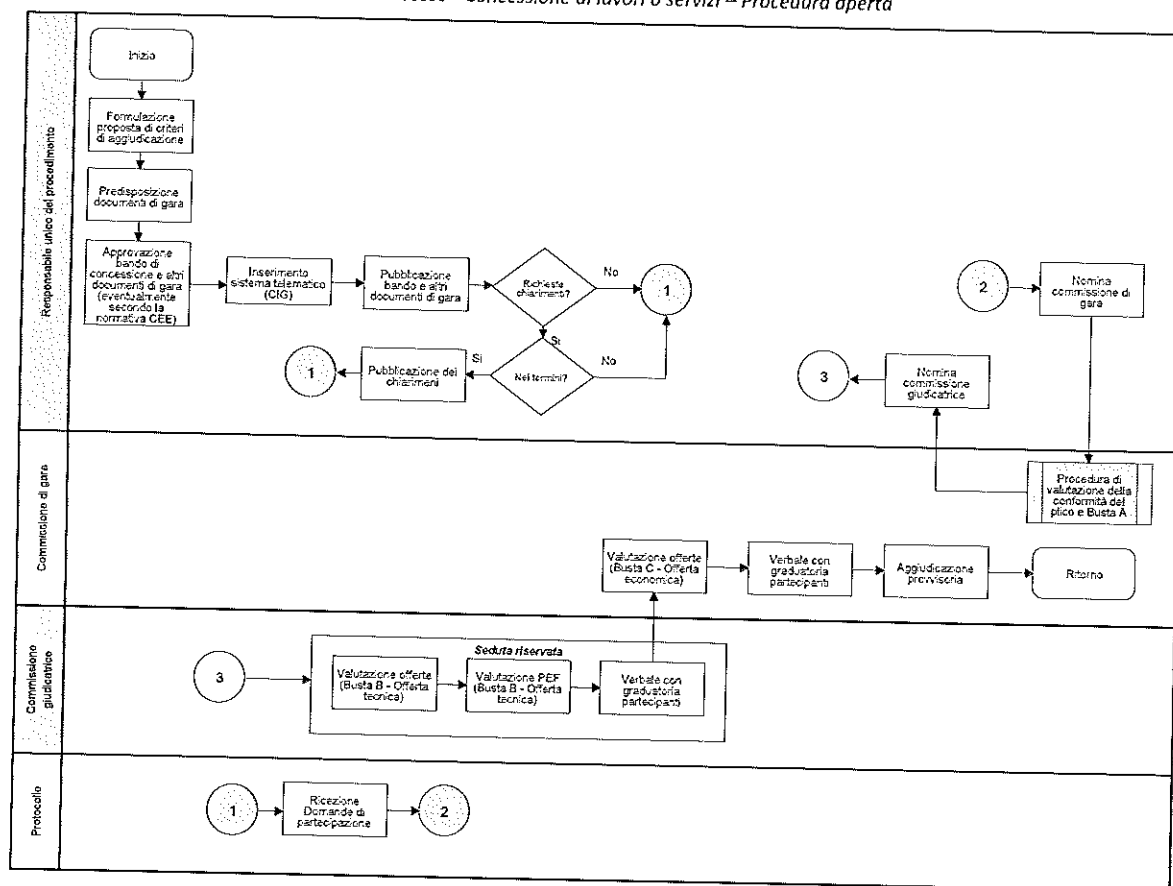 Concessione di lavori o servizi – Procedura aperta
Responsabile unico del procedimento
Inizio
Formulazione
proposta di criteri
di aggiudicazione
Predisposizione
documenti di gara
Approvazione
bando di
concessione e altri
documenti di gara
(eventualmente
secondo la
normativa CEE)
Inserimento
sistema telematico
(CIG)
Pubblicazione
bando e altri
documenti di gara
Richieste
chiarimenti?
No
1
Si
Nei termini?
No
Si
Pubblicazione dei
chiarimeni
1
2
Nomina
commissione di
gara
3
Nomina
commissione
giudicatrice
Commissione di gara
Procedura di
valutazione della
conformità del
plico e Busta A
Valutazione offerte
(Busta C - Offerta
economica)
Verbale con
graduatoria
partecipanti
Aggiudicazione
provvisoria
Ritorno
Commissione
giudicatrice
3
Seduta riservata
Valutazione offerte
(Busta B - Offerta
tecnica)
Valutazione PEF
(Busta B - Offerta
tecnica)
Verbale con
graduatoria
partecipanti
Protocollo
1
Ricezione
Domande di
partecipazione
2